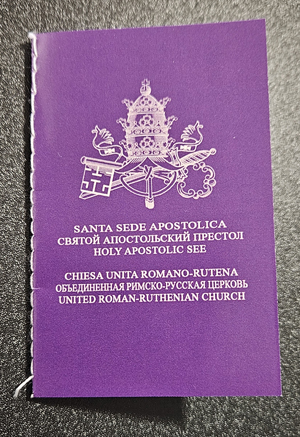 SANTA SEDE APOSTOLICA
СВЯТОЙ АПОСТОЛЬСКИЙ ПРЕСТОЛ
HOLY APOSTOLIC SEE
CHIESA UNITA ROMANO-RUTENA
ОБЪЕДИНЕННАЯ РИМСКО-РУССКАЯ ЦЕРКОВЬ
UNITED ROMAN-RUTHENIAN CHURCH